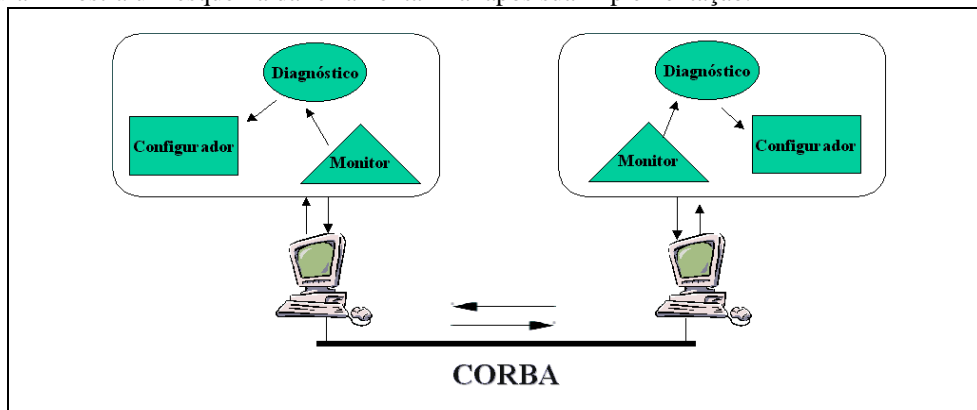 Diagnóstico
Configurador
Monitor
Diagnóstico
Monitor
Configurador
CORBA